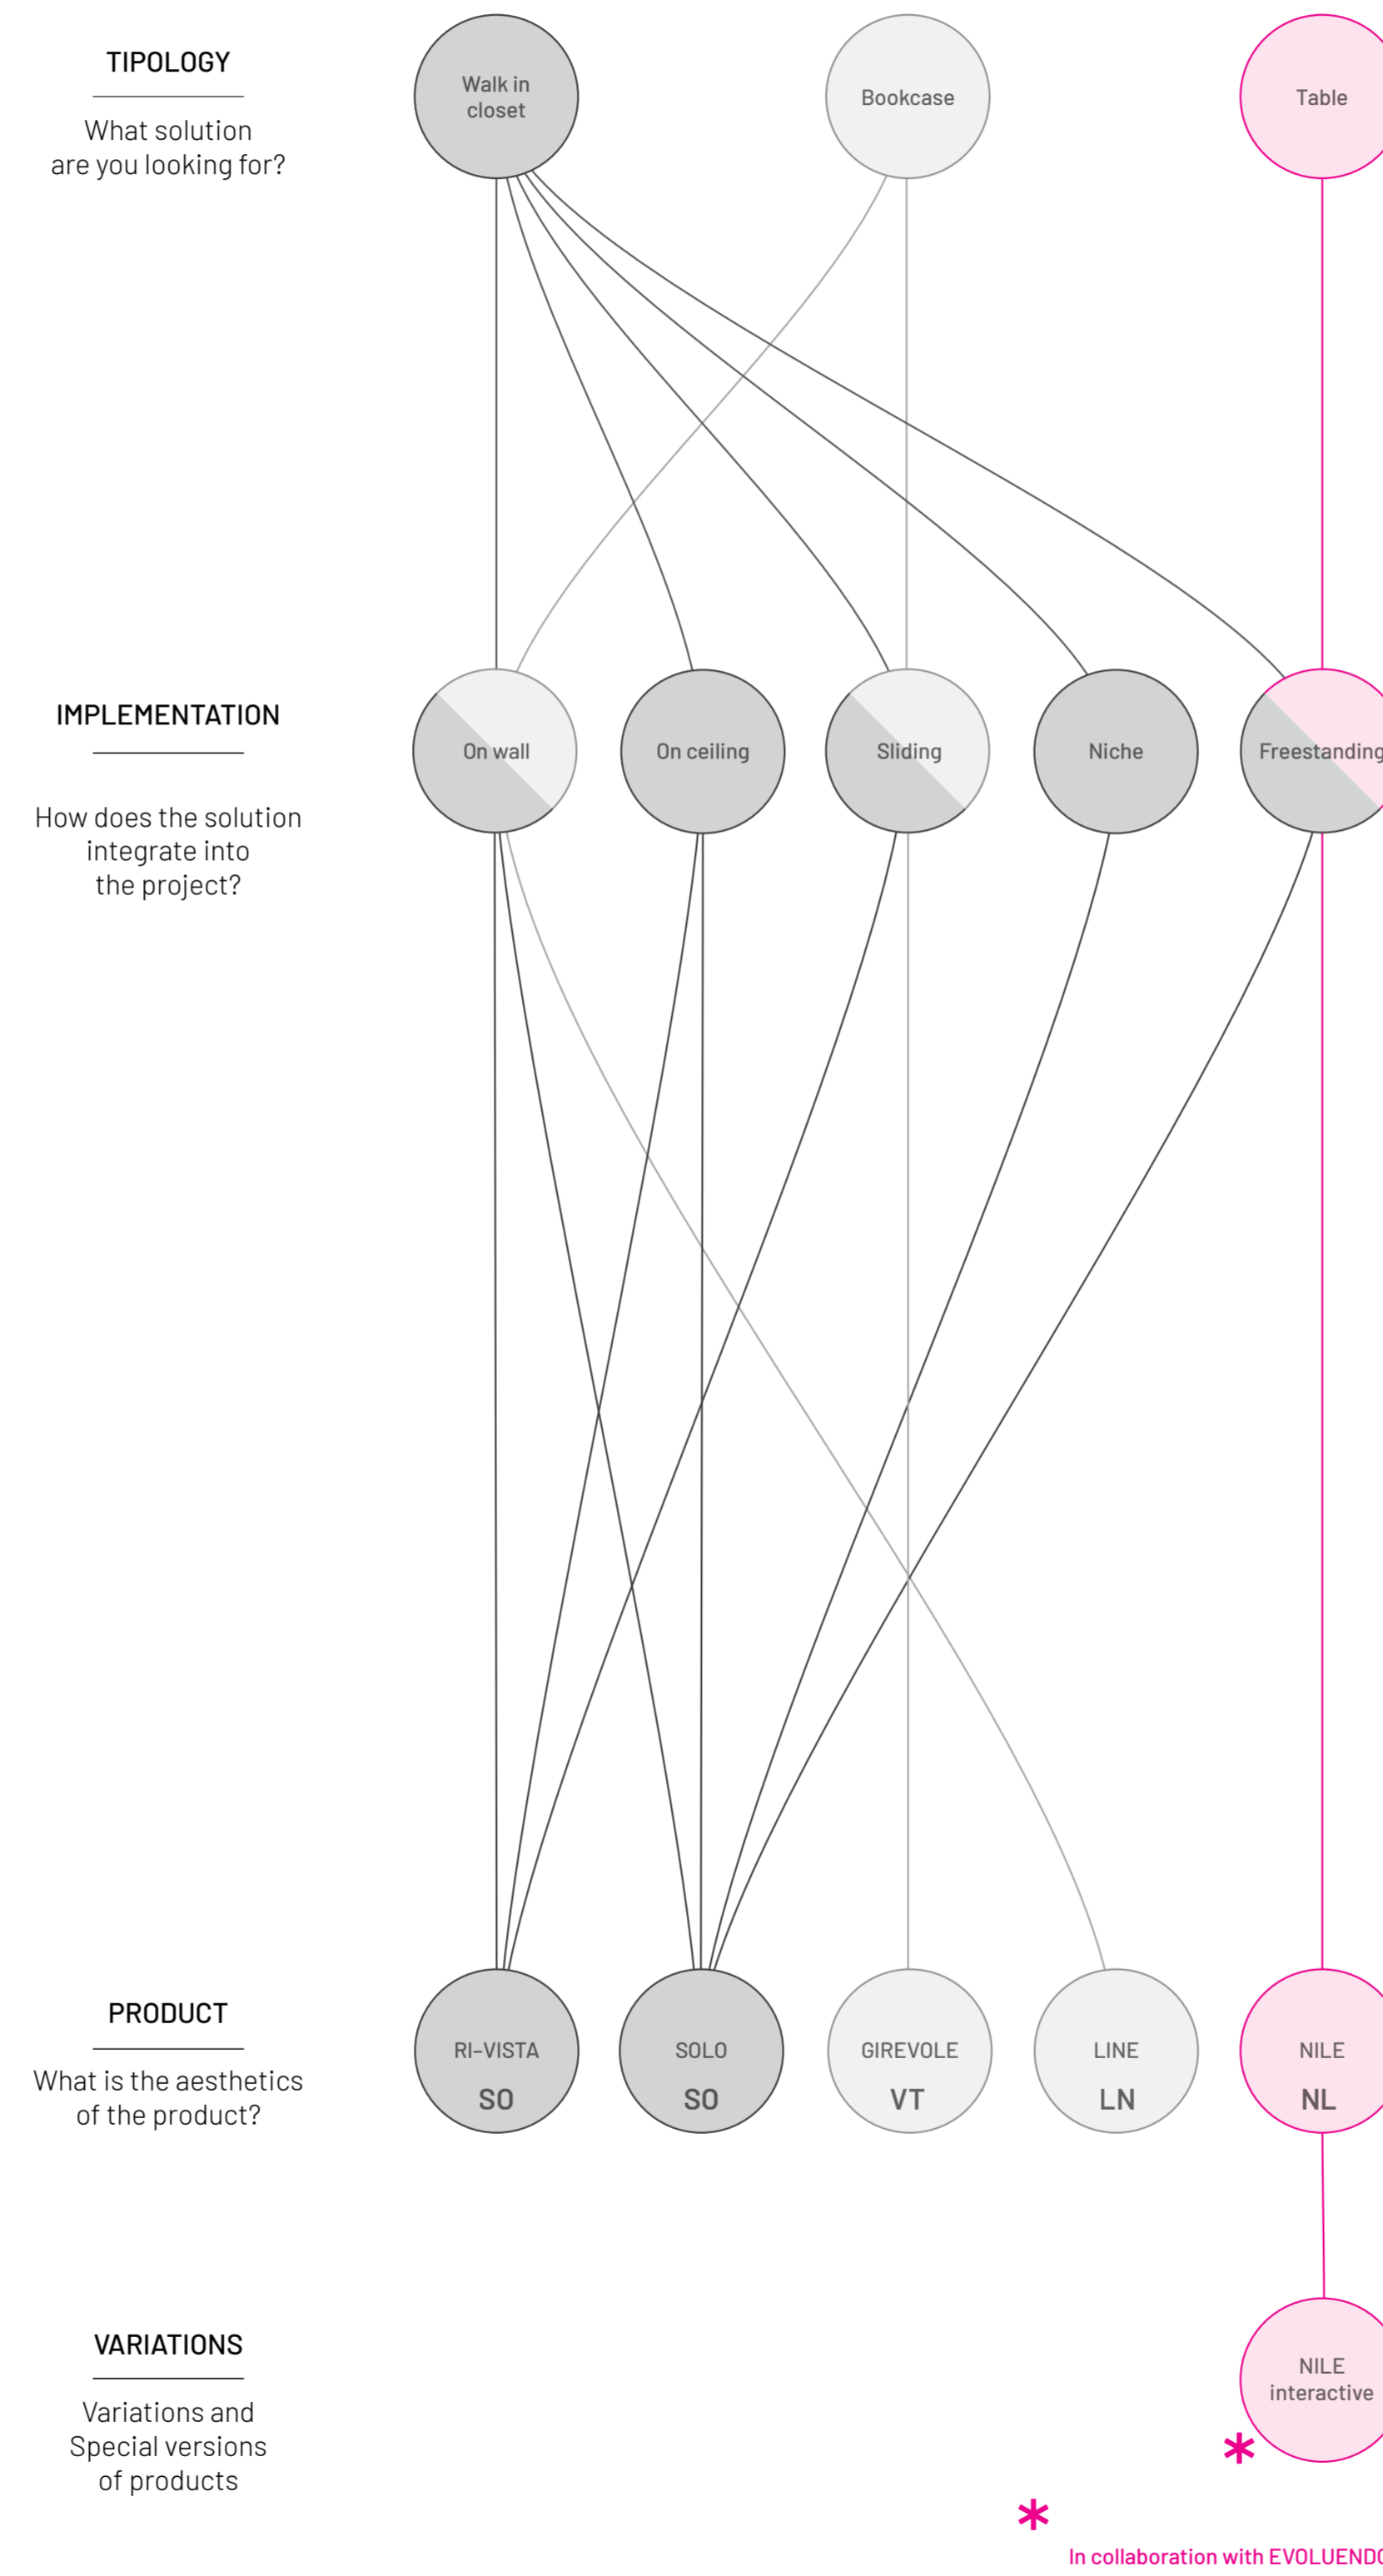 TIPOLOGY
What solution
are you looking for?
Walk in
closet
Bookcase
Table
IMPLEMENTATION
How does the solution
integrate into
the project?
On wall
On ceiling
Sliding
Niche
Freestanding
PRODUCT
What is the aesthetics
of the product?
RI-VISTA
SO
SOLO
SO
GIREVOLE
VT
LINE
LN
NILE
NL
VARIATIONS
Variations and
Special versions
of products
NILE
interactive
*
*
In collaboration with EVOLUENDO